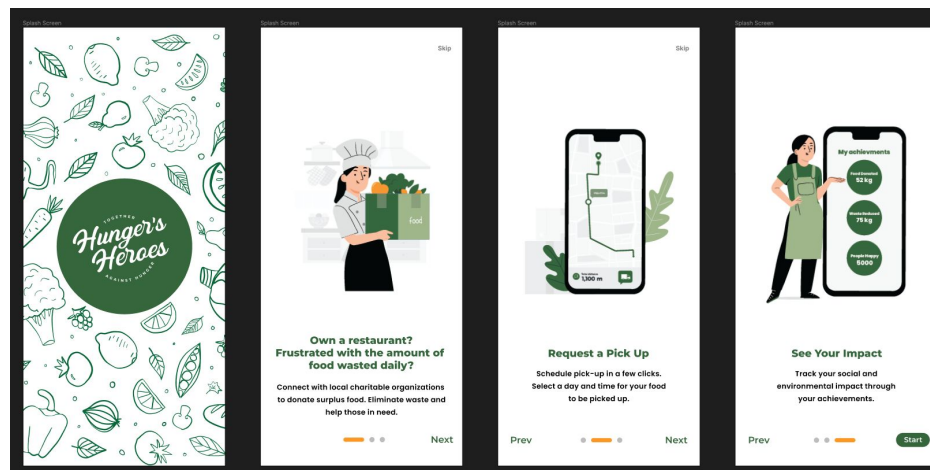 Splash Screen
TOGETHER
Hunger's
Heroes
AGAINST HUNGER
Splash Screen
Skip
food
Own a restaurant?
Frustrated with the amount of
food wasted daily?
Connect with local charitable organizations
to donate surplus food. Eliminate waste and
help those in need.
Next
Splash Screen
Skip
1,100 m
Request a Pick Up
Schedule pick-up in a few clicks.
Select a day and time for your food
to be picked up.
Prev
Next
Splash Screen
My achievments
Food Donated
52 kg
Waste Reduced
75 kg
People Happy
5000
See Your Impact
Track your social and
environmental impact through
your achievements.
Prev
Start